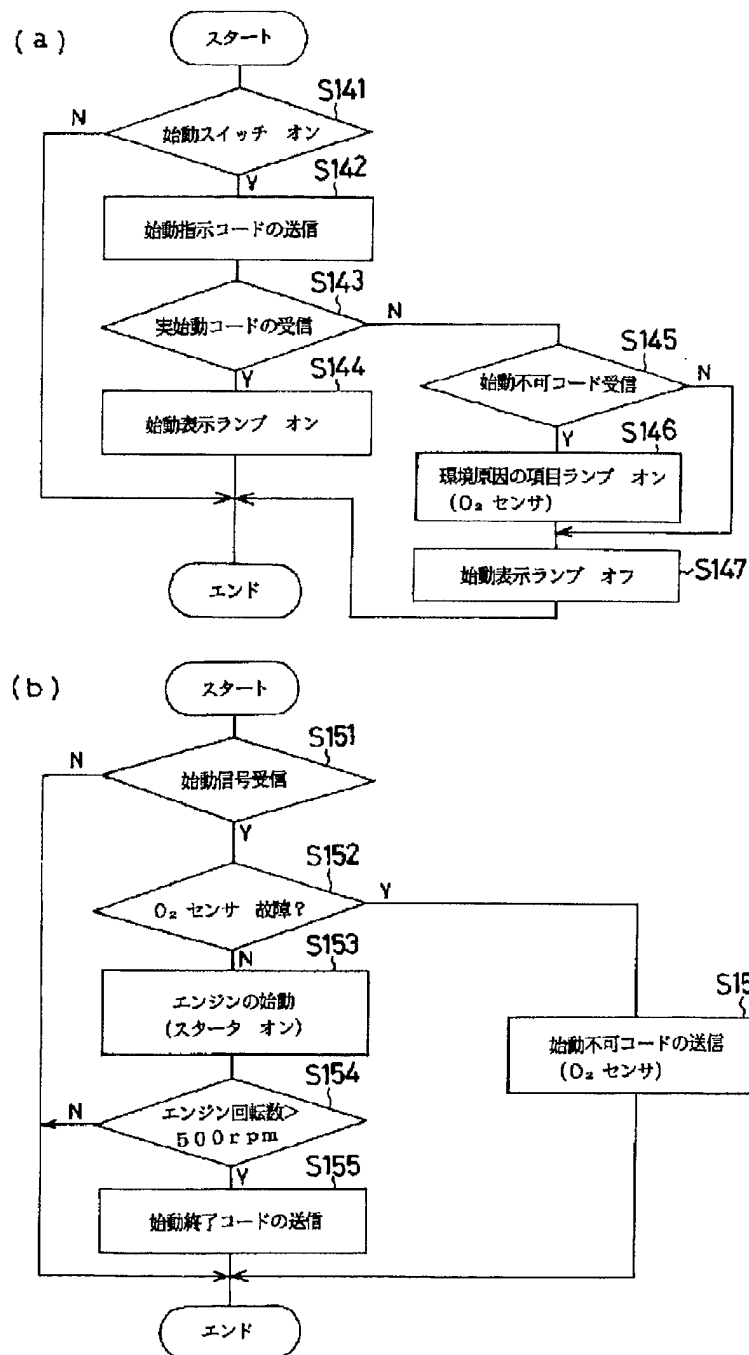 (a)
スタート
S141
N
始動スイッチ オン
Y
S142
始動指示コードの送信
S143
実始動コードの受信
N
Y
S144
始動表示ランプ オン
S145
始動不可コード受信
N
Y
S146
環境原因の項目ランプ オン
(O₂ センサ)
始動表示ランプ オフ
S147
エンド
(b)
スタート
S151
N
始動信号受信
Y
S152
O₂ センサ 故障?
Y
N
S153
エンジンの始動
(スタータ オン)
S15
始動不可コードの送信
(O₂ センサ)
S154
N
エンジン回転数>
500rpm
Y
S155
始動終了コードの送信
エンド